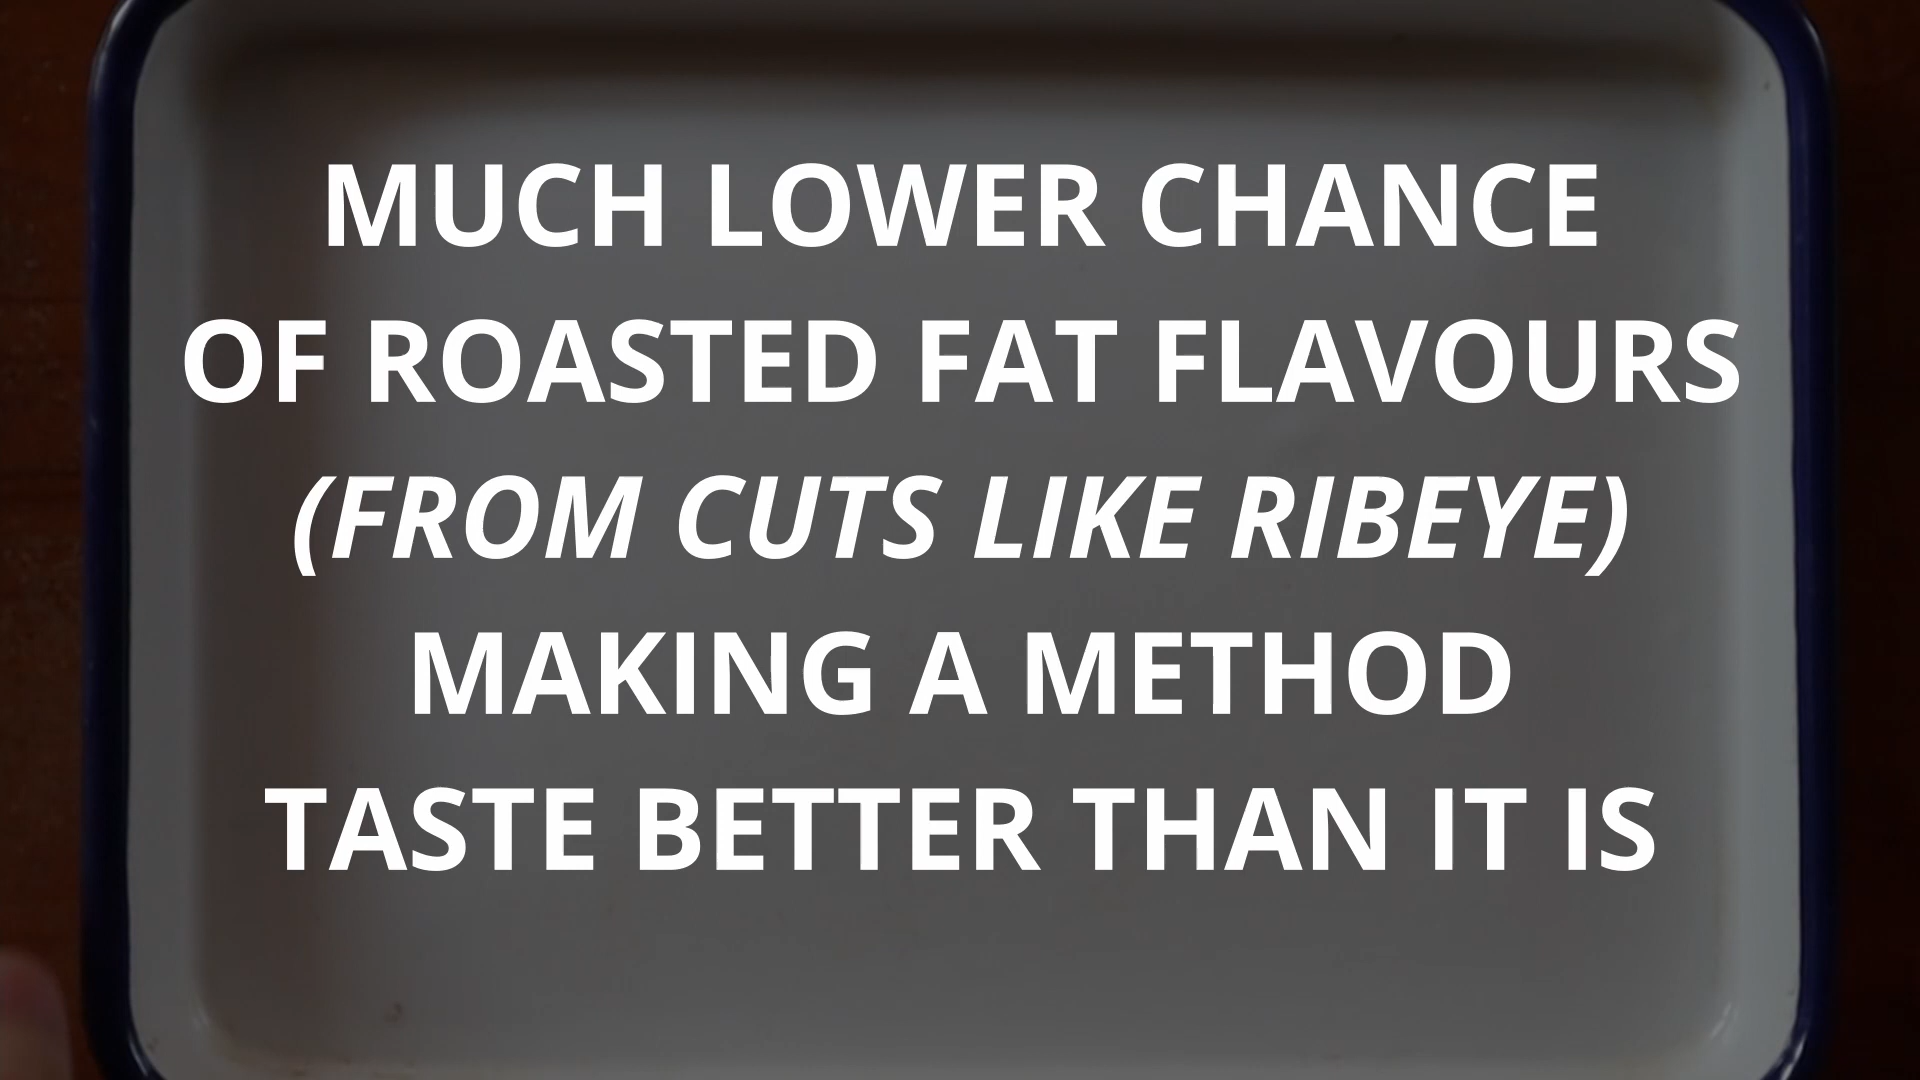 MUCH LOWER CHANCE
OF ROASTED FAT FLAVOURS
(FROM CUTS LIKE RIBEYE)
MAKING A METHOD
TASTE BETTER THAN IT IS